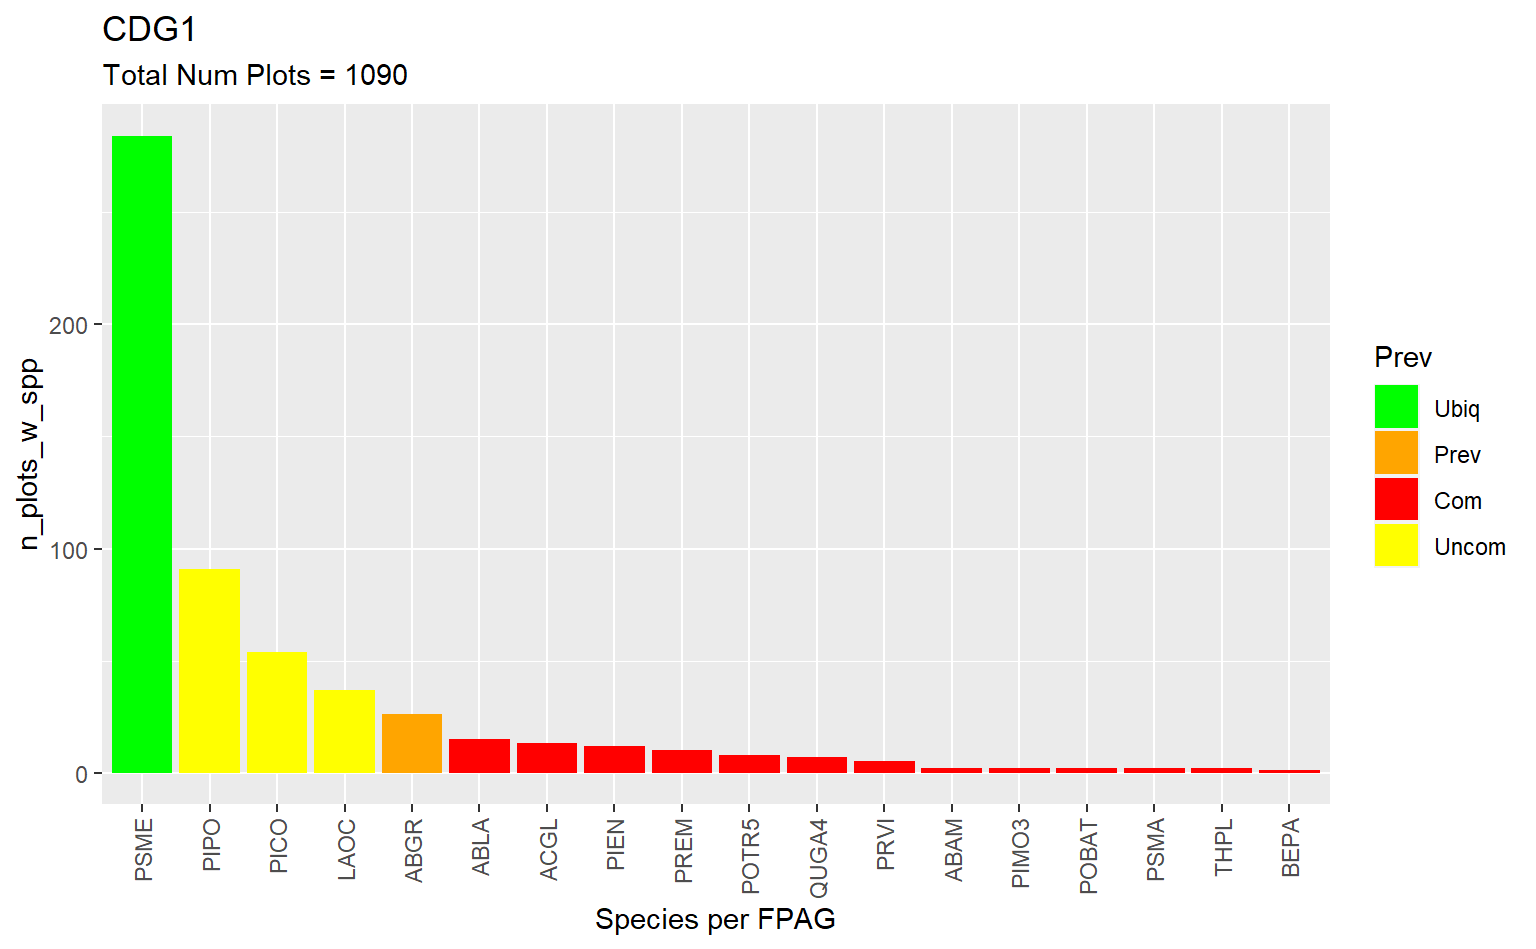 CDG1
Total Num Plots = 1090
n_plots_w_spp
200
100
0
PSME
PIPO
PICO
LAOC
ABGR
ABLA
ACGL
PIEN
PREM
POTR5
QUGA4
PRVI
ABAM
PIMO3
POBAT
PSMA
THPL
BEPA
Species per FPAG
Prev
Ubiq
Prev
Com
Uncom